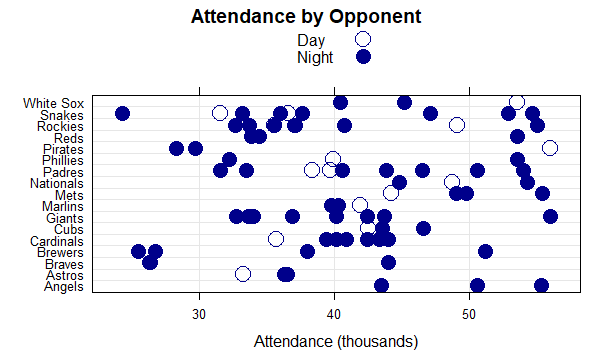 Attendance by Opponent
Day
Night
White Sox
Snakes
Rockies
Reds
Pirates
Phillies
Padres
Nationals
Mets
Marlins
Giants
Cubs
Cardinals
Brewers
Braves
Astros
Angels
30 40 50
Attendance (thousands)